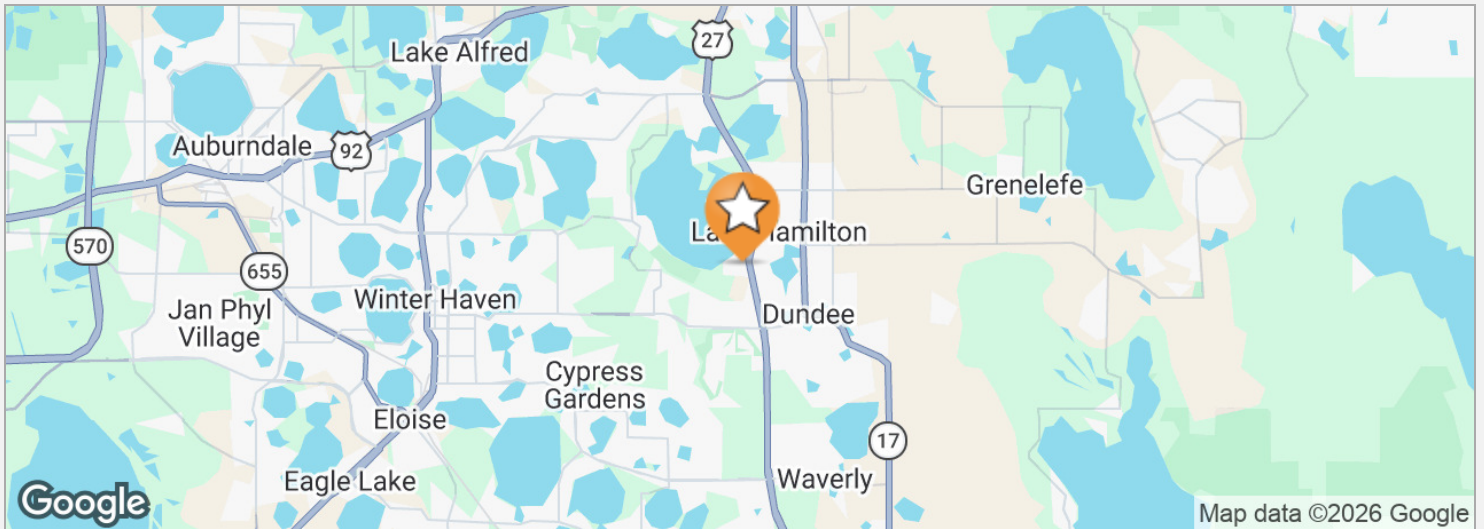 27
Lake Alfred
Auburndale
92
Grenelefe
Hamilton
570
655
Winter Haven
Jan Phyl
Village
Dundee
Cypress
Gardens
Eloise
17
Eagle Lake
Waverly
Google
Map data ©2026 Google